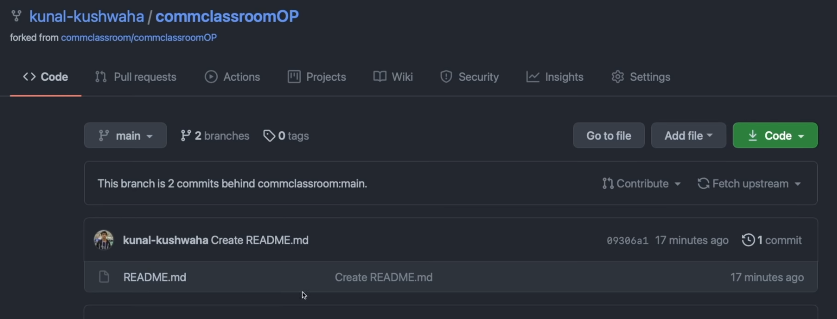 kunal-kushwaha / commclassroomOP
forked from commclassroom/commclassroomOP
Code Pull requests Actions Projects Wiki Security Insights Settings
main 2 branches 0 tags Go to file Add file Code
This branch is 2 commits behind commclassroom:main. Contribute Fetch upstream
kunal-kushwaha Create README.md 09306a1 17 minutes ago 1 commit
README.md Create README.md 17 minutes ago